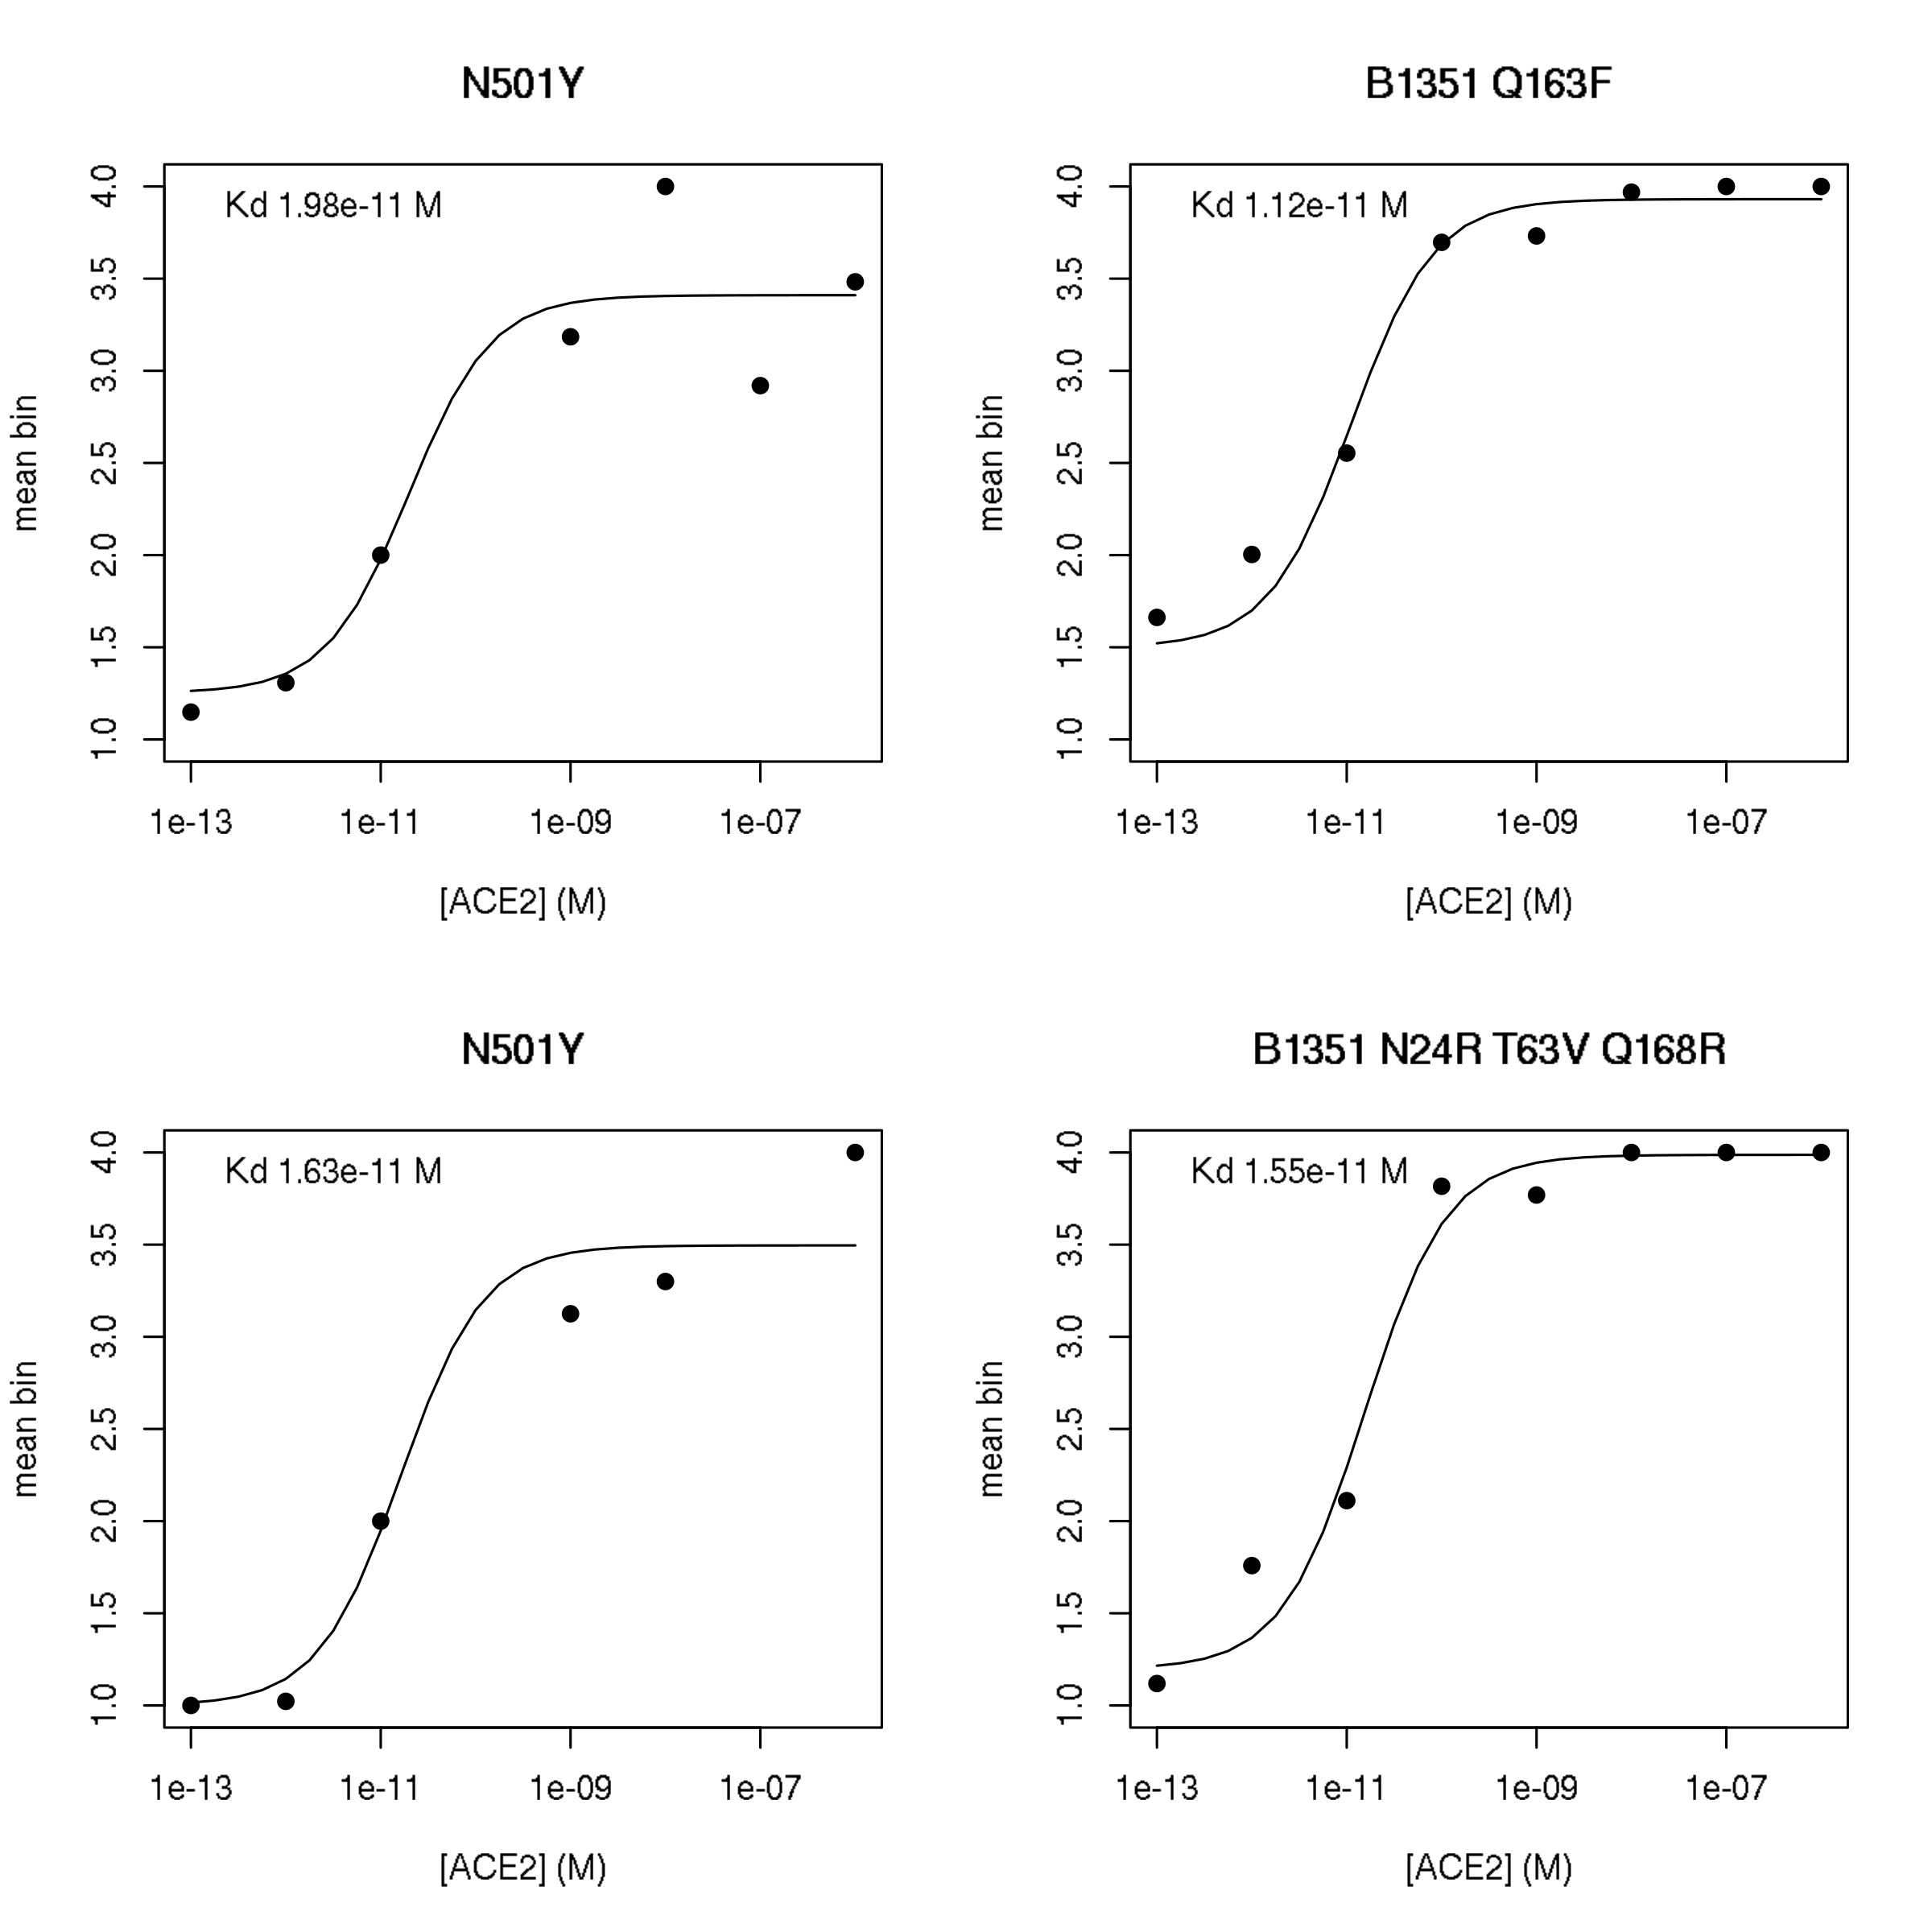 N501Y
Kd 1.98e-11 M
mean bin
4.0
3.5
3.0
2.5
2.0
1.5
1.0
1e-13 1e-11 1e-09 1e-07
[ACE2] (M)
B1351 Q163F
Kd 1.12e-11 M
mean bin
4.0
3.5
3.0
2.5
2.0
1.5
1.0
1e-13 1e-11 1e-09 1e-07
[ACE2] (M)
N501Y
Kd 1.63e-11 M
mean bin
4.0
3.5
3.0
2.5
2.0
1.5
1.0
1e-13 1e-11 1e-09 1e-07
[ACE2] (M)
B1351 N24R T63V Q168R
Kd 1.55e-11 M
mean bin
4.0
3.5
3.0
2.5
2.0
1.5
1.0
1e-13 1e-11 1e-09 1e-07
[ACE2] (M)